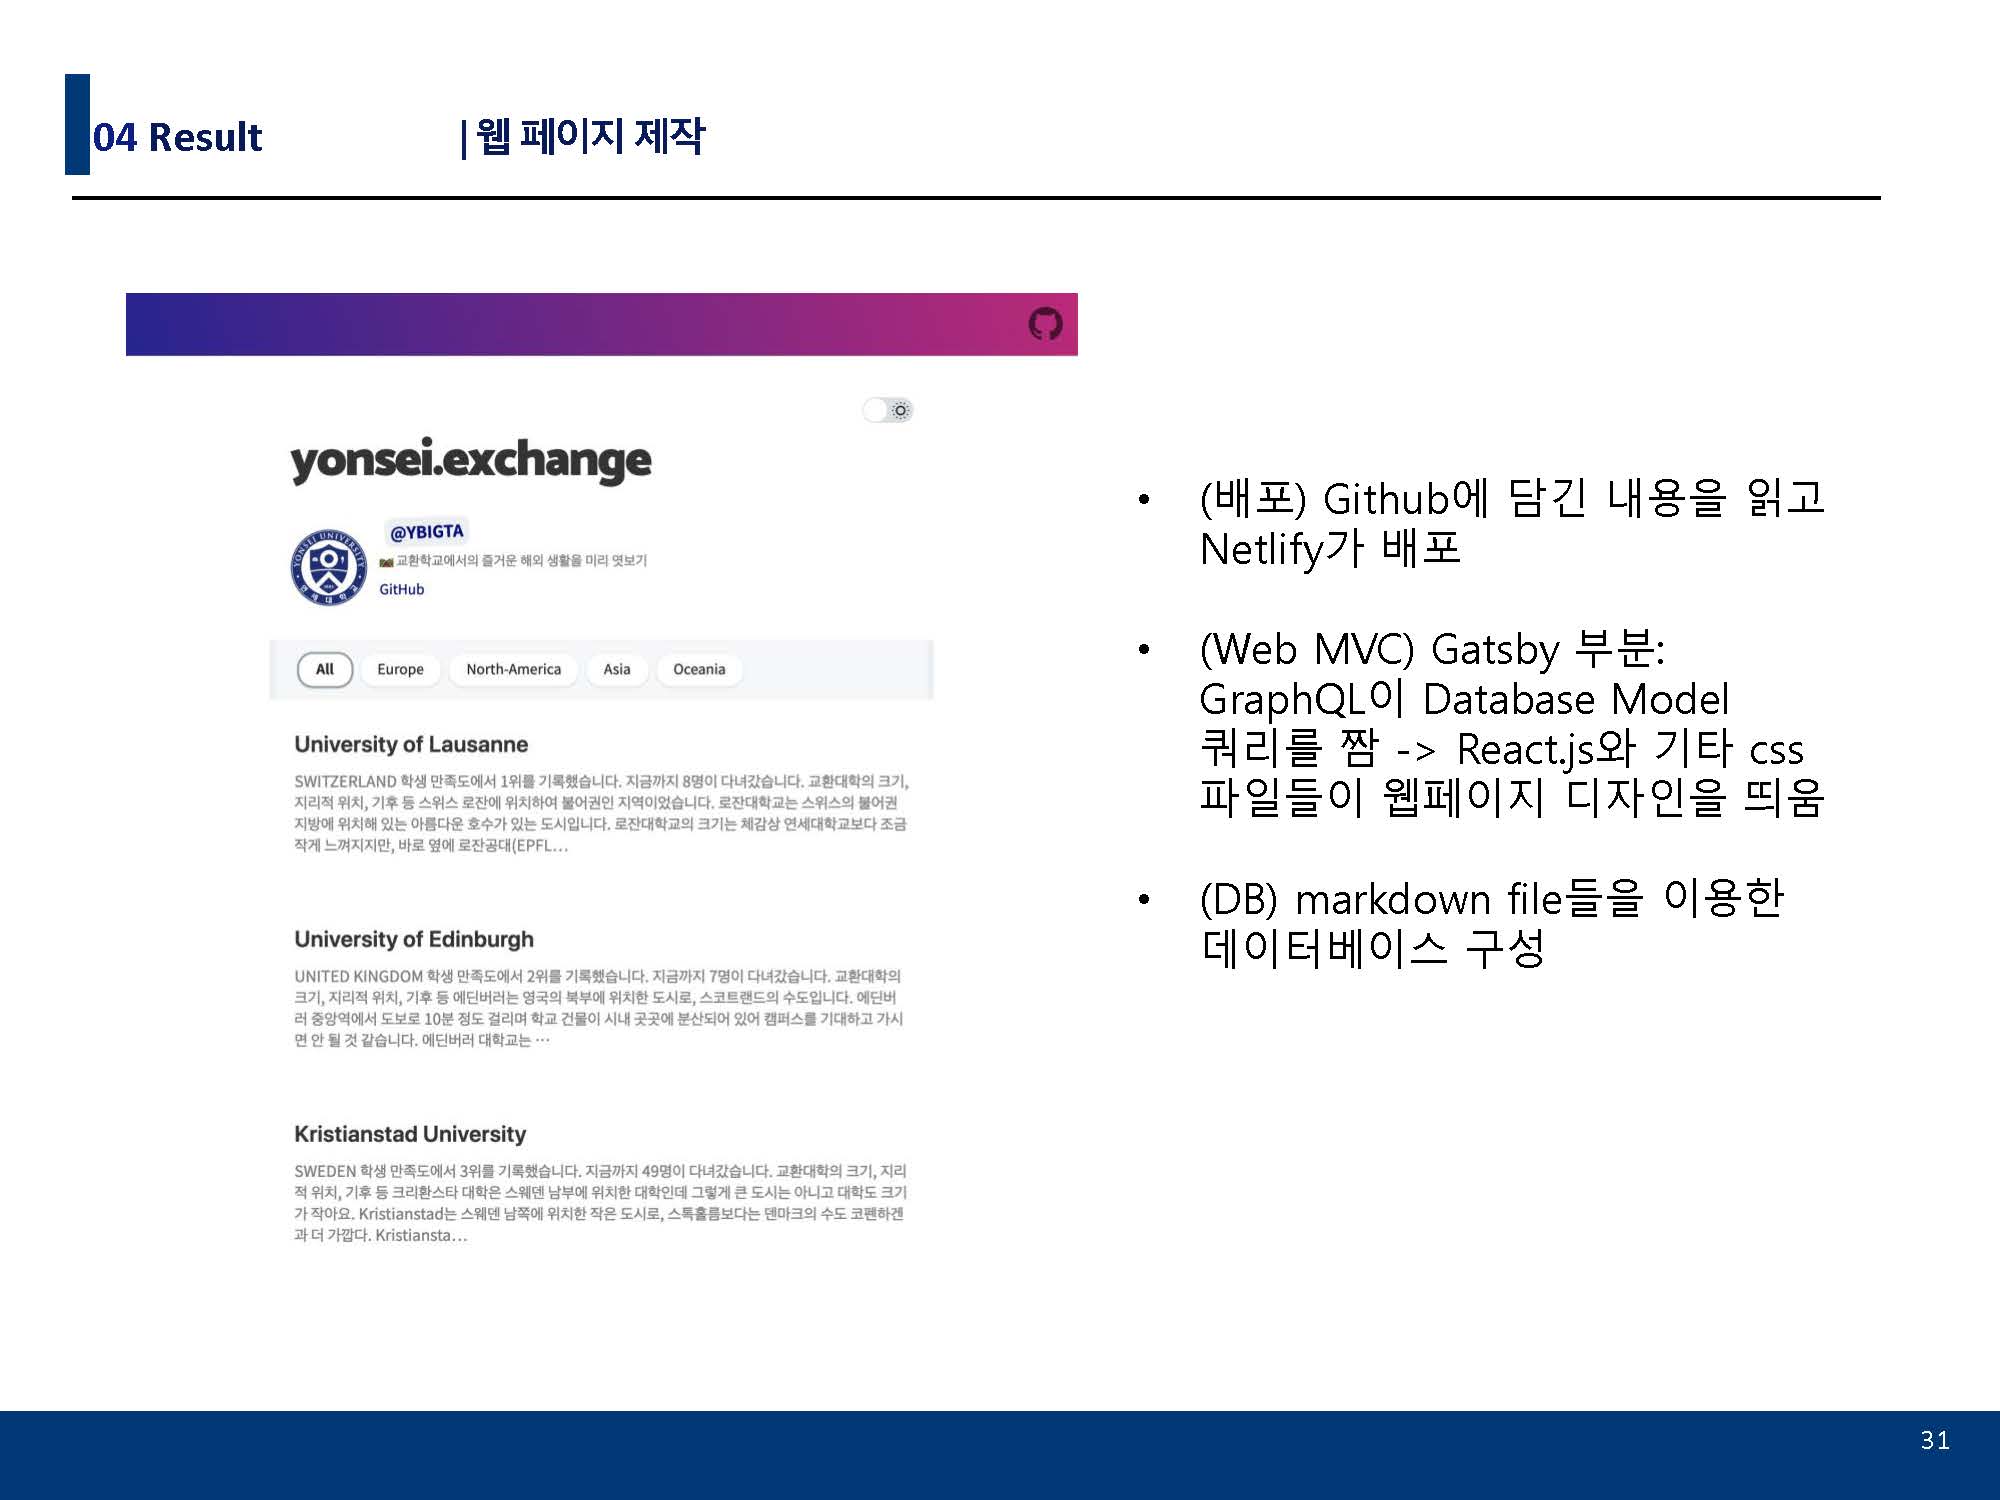 04 Result
| 웹 페이지 제작
yonsei.exchange
@YBIGTA
교환학교에서의 즐거운 해외 생활을 미리 엿보기
GitHub
All
Europe
North-America
Asia
Oceania
University of Lausanne
SWITZERLAND 학생 만족도에서 1위를 기록했습니다. 지금까지 8명이 다녀갔습니다. 교환대학의 크기,
지리적 위치, 기후 등 스위스 로잔에 위치하여 불어권인 지역이었습니다. 로잔대학교는 스위스의 불어권
지방에 위치해 있는 아름다운 호수가 있는 도시입니다. 로잔대학교의 크기는 체감상 연세대학교보다 조금
작게 느껴지지만, 바로 옆에 로잔공대(EPFL…
University of Edinburgh
UNITED KINGDOM 학생 만족도에서 2위를 기록했습니다. 지금까지 7명이 다녀갔습니다. 교환대학의
크기, 지리적 위치, 기후 등 에딘버러는 영국의 북부에 위치한 도시로, 스코트랜드의 수도입니다. 에딘버
러 중앙역에서 도보로 10분 정도 걸리며 학교 건물이 시내 곳곳에 분산되어 있어 캠퍼스를 기대하고 가시
면 안 될 것 같습니다. 에딘버러 대학교는 …
Kristianstad University
SWEDEN 학생 만족도에서 3위를 기록했습니다. 지금까지 49명이 다녀갔습니다. 교환대학의 크기, 지리
적 위치, 기후 등 크리환스타 대학은 스웨덴 남부에 위치한 대학인데 그렇게 큰 도시는 아니고 대학도 크기
가 작아요. Kristianstad는 스웨덴 남쪽에 위치한 작은 도시로, 스톡홀름보다는 덴마크의 수도 코펜하겐
과 더 가깝다. Kristiansta…
• (배포) Github에 담긴 내용을 읽고
Netlify가 배포
• (Web MVC) Gatsby 부분:
GraphQL이 Database Model
쿼리를 짬 -> React.js와 기타 css
파일들이 웹페이지 디자인을 띄움
• (DB) markdown file들을 이용한
데이터베이스 구성
31